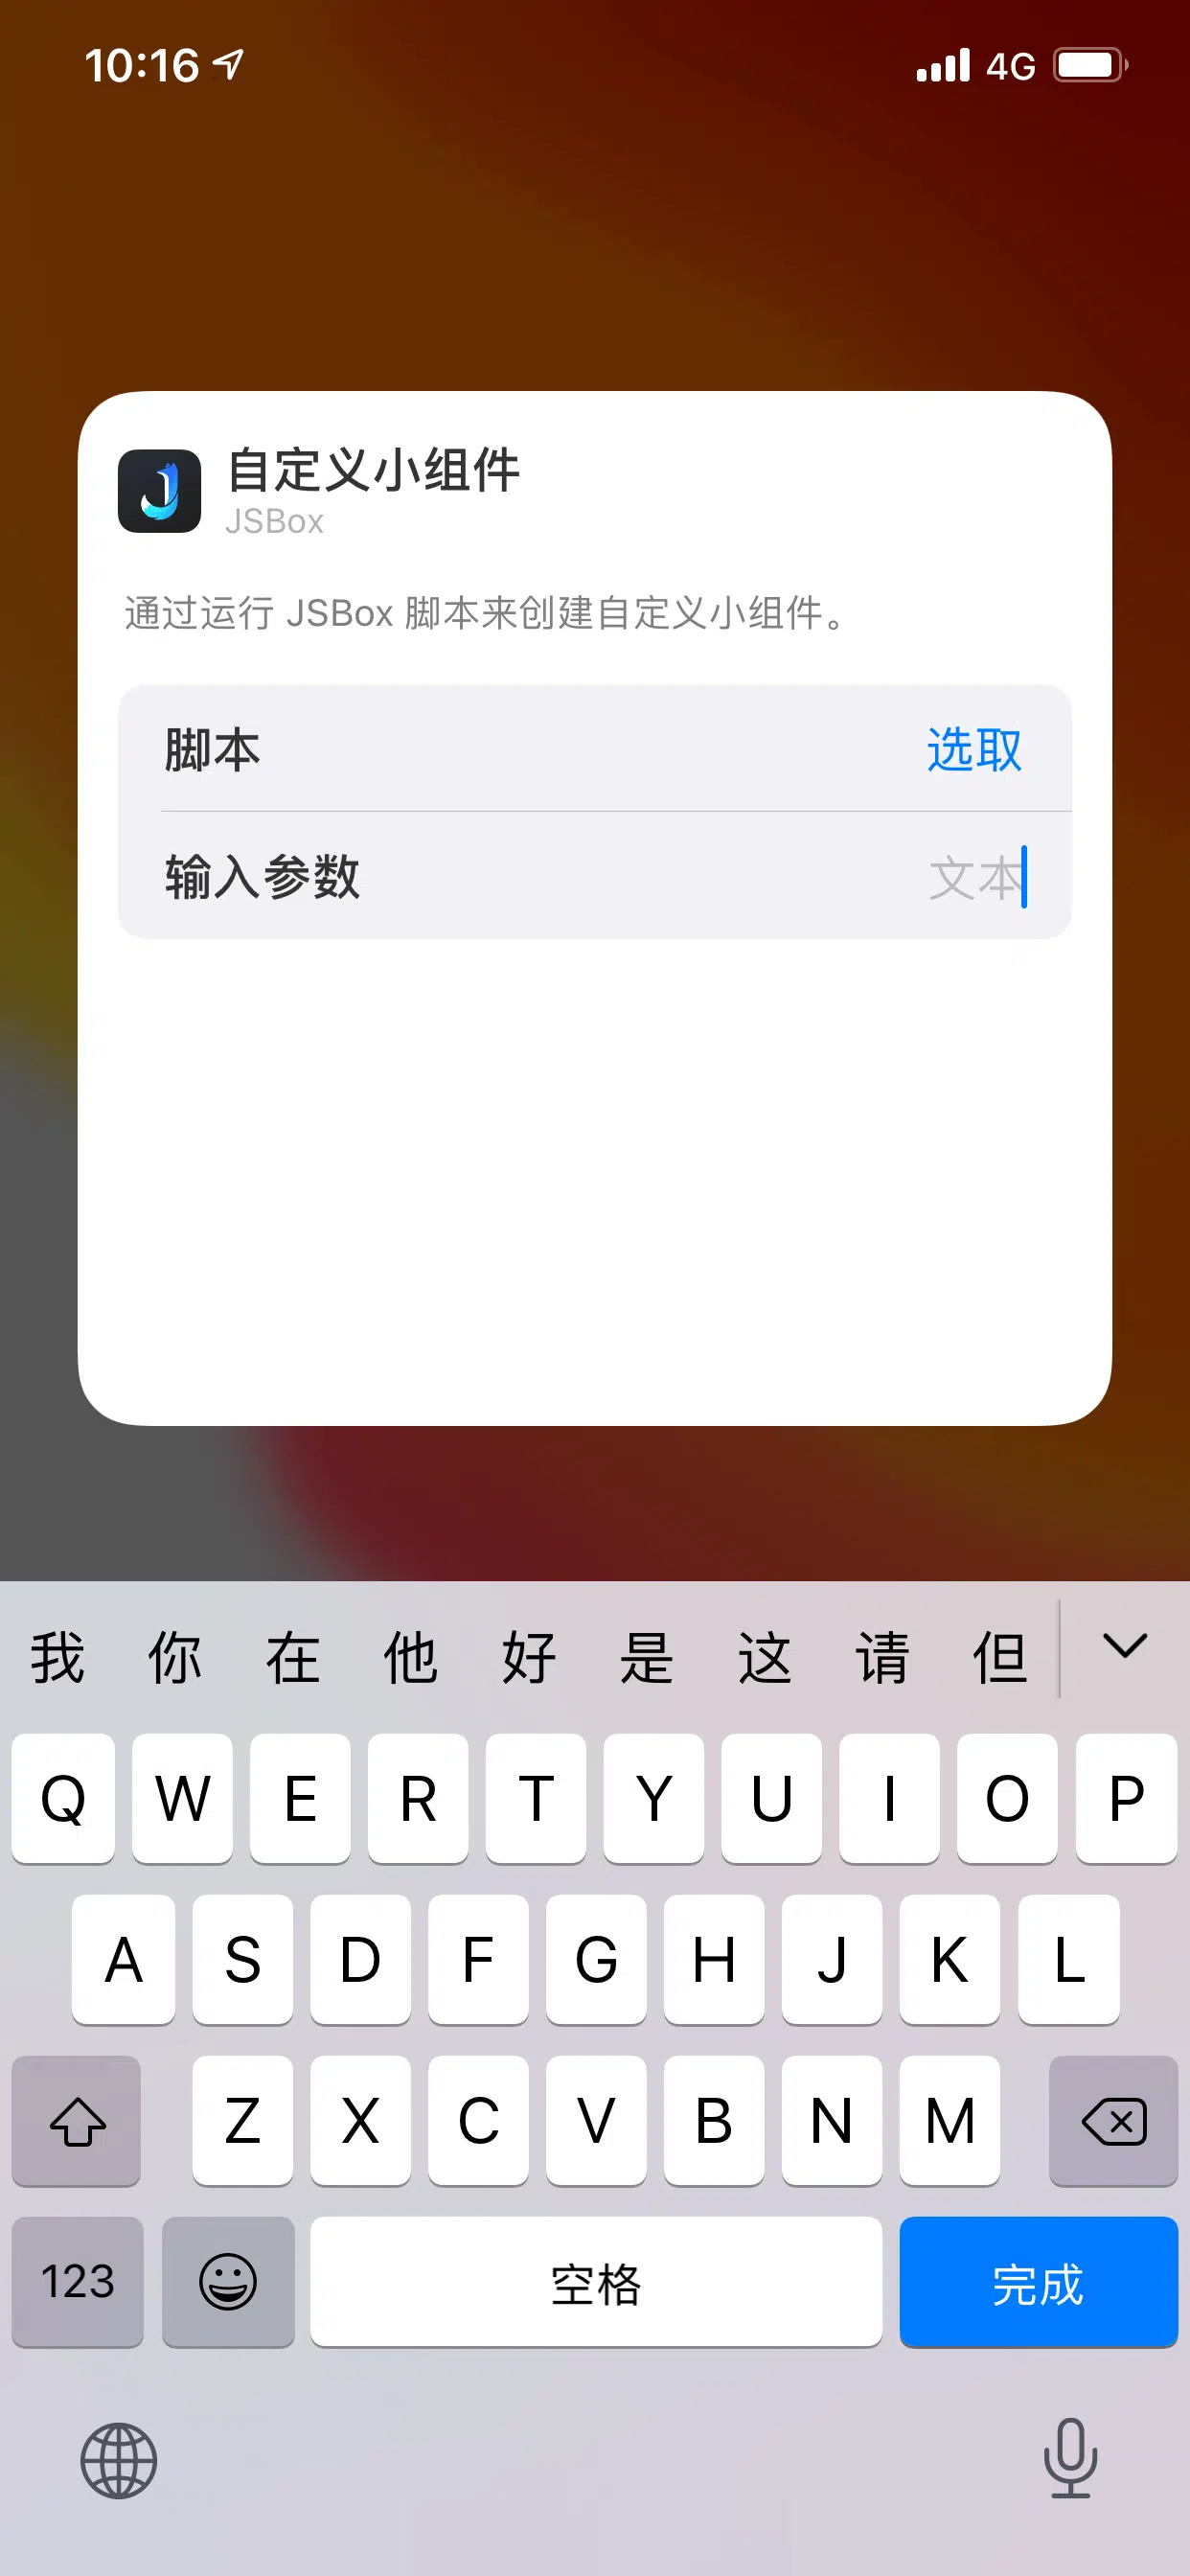 10:16 4G
自定义小组件
JSBox
通过运行 JSBox 脚本来创建自定义小组件。
脚本 选取
输入参数 文本
我 你 在 他 好 是 这 请 但
Q W E R T Y U I O P
A S D F G H J K L
Z X C V B N M
123 空格 完成